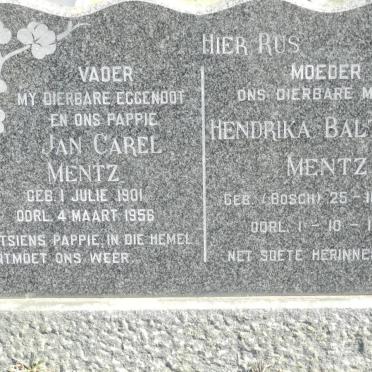 HIER RUS
VADER
MY DIERBARE EGGENOOT
EN ONS PAPPIE
JAN CAREL
MENTZ
GEB. 1 JULIE 1901
OORL. 4 MAART 1956
TSIENS PAPPIE, IN DIE HEMEL
NTMOET ONS WEER.
MOEDER
ONS DIERBARE M
HENDRIKA BALT
MENTZ
GEB. (BOSCH) 25-1
OORL. 1-10-1
NET SOETE HERINNE